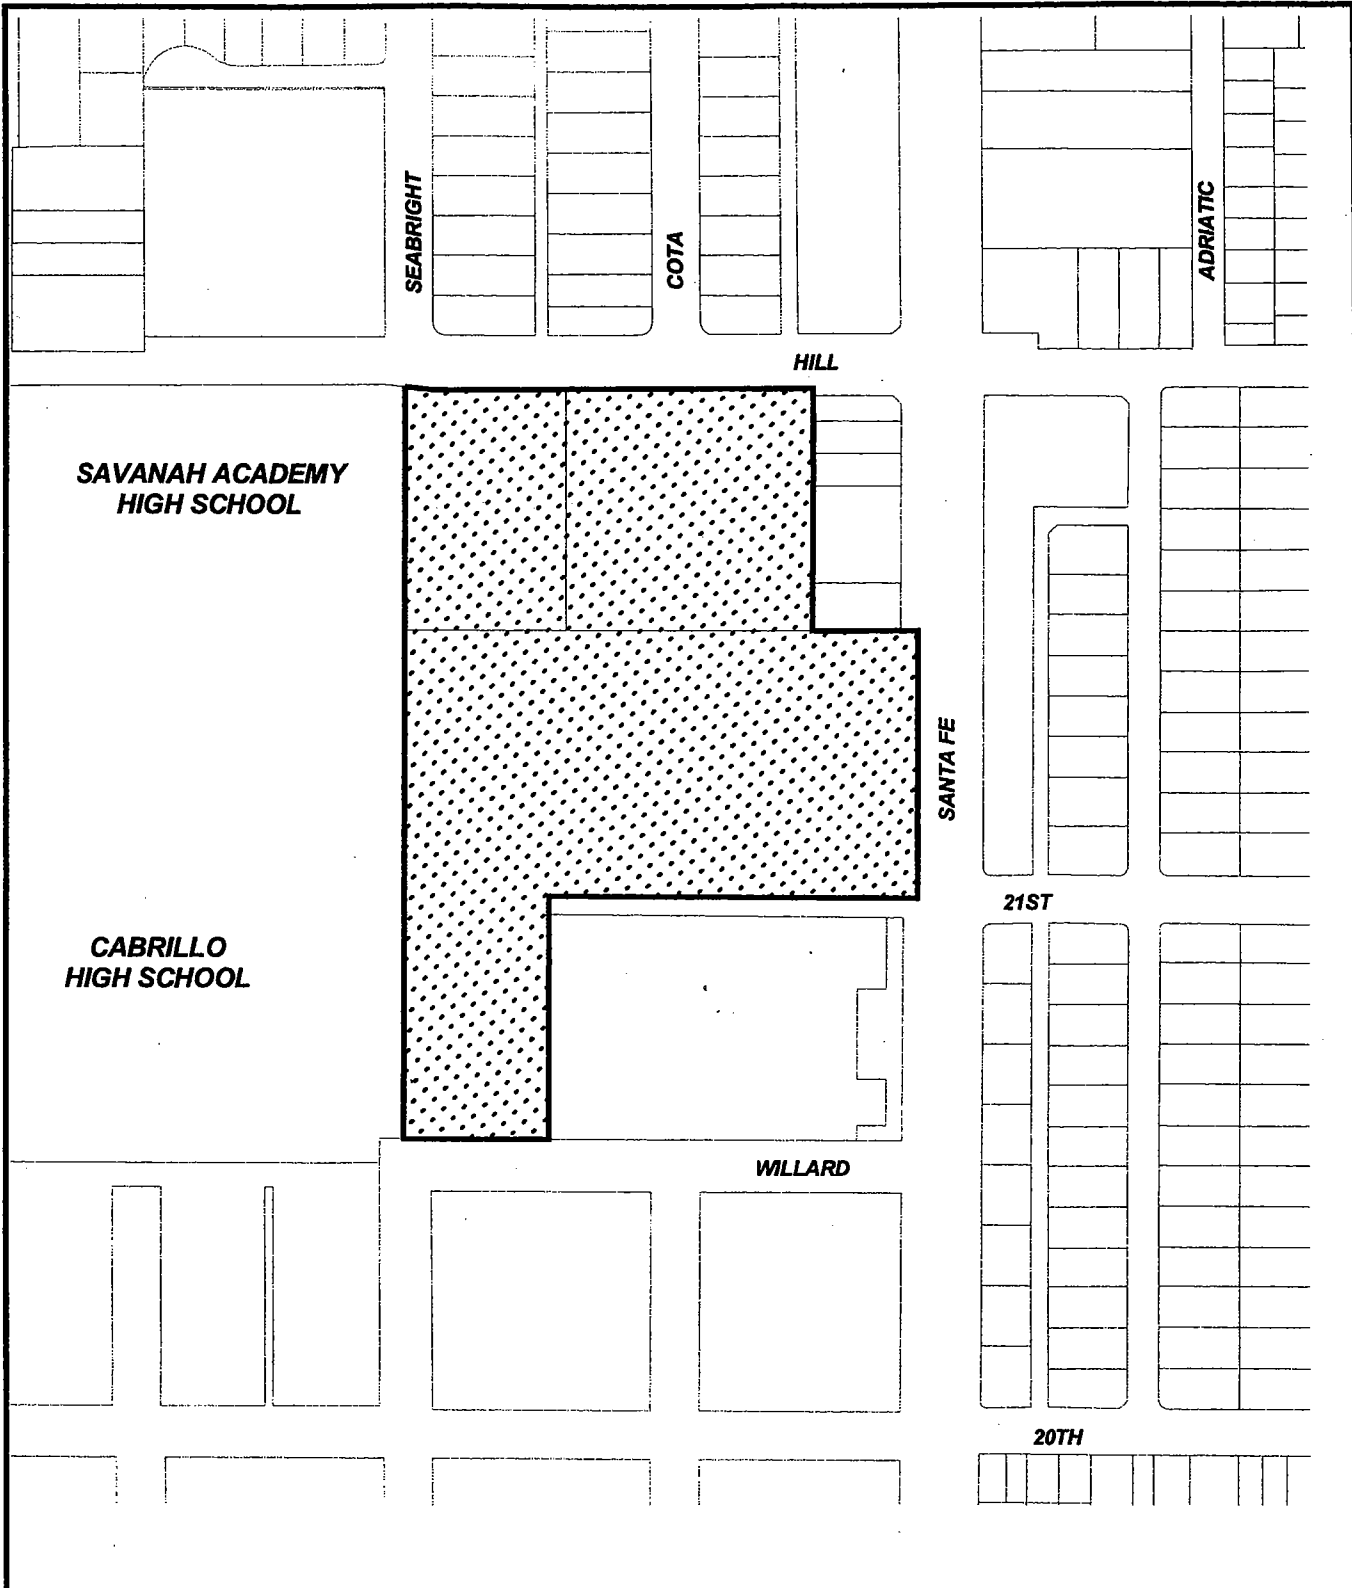 SEABRIGHT
COTA
ADRIATIC
HILL
SAVANAH ACADEMY
HIGH SCHOOL
SANTA FE
21ST
CABRILLO
HIGH SCHOOL
WILLARD
20TH